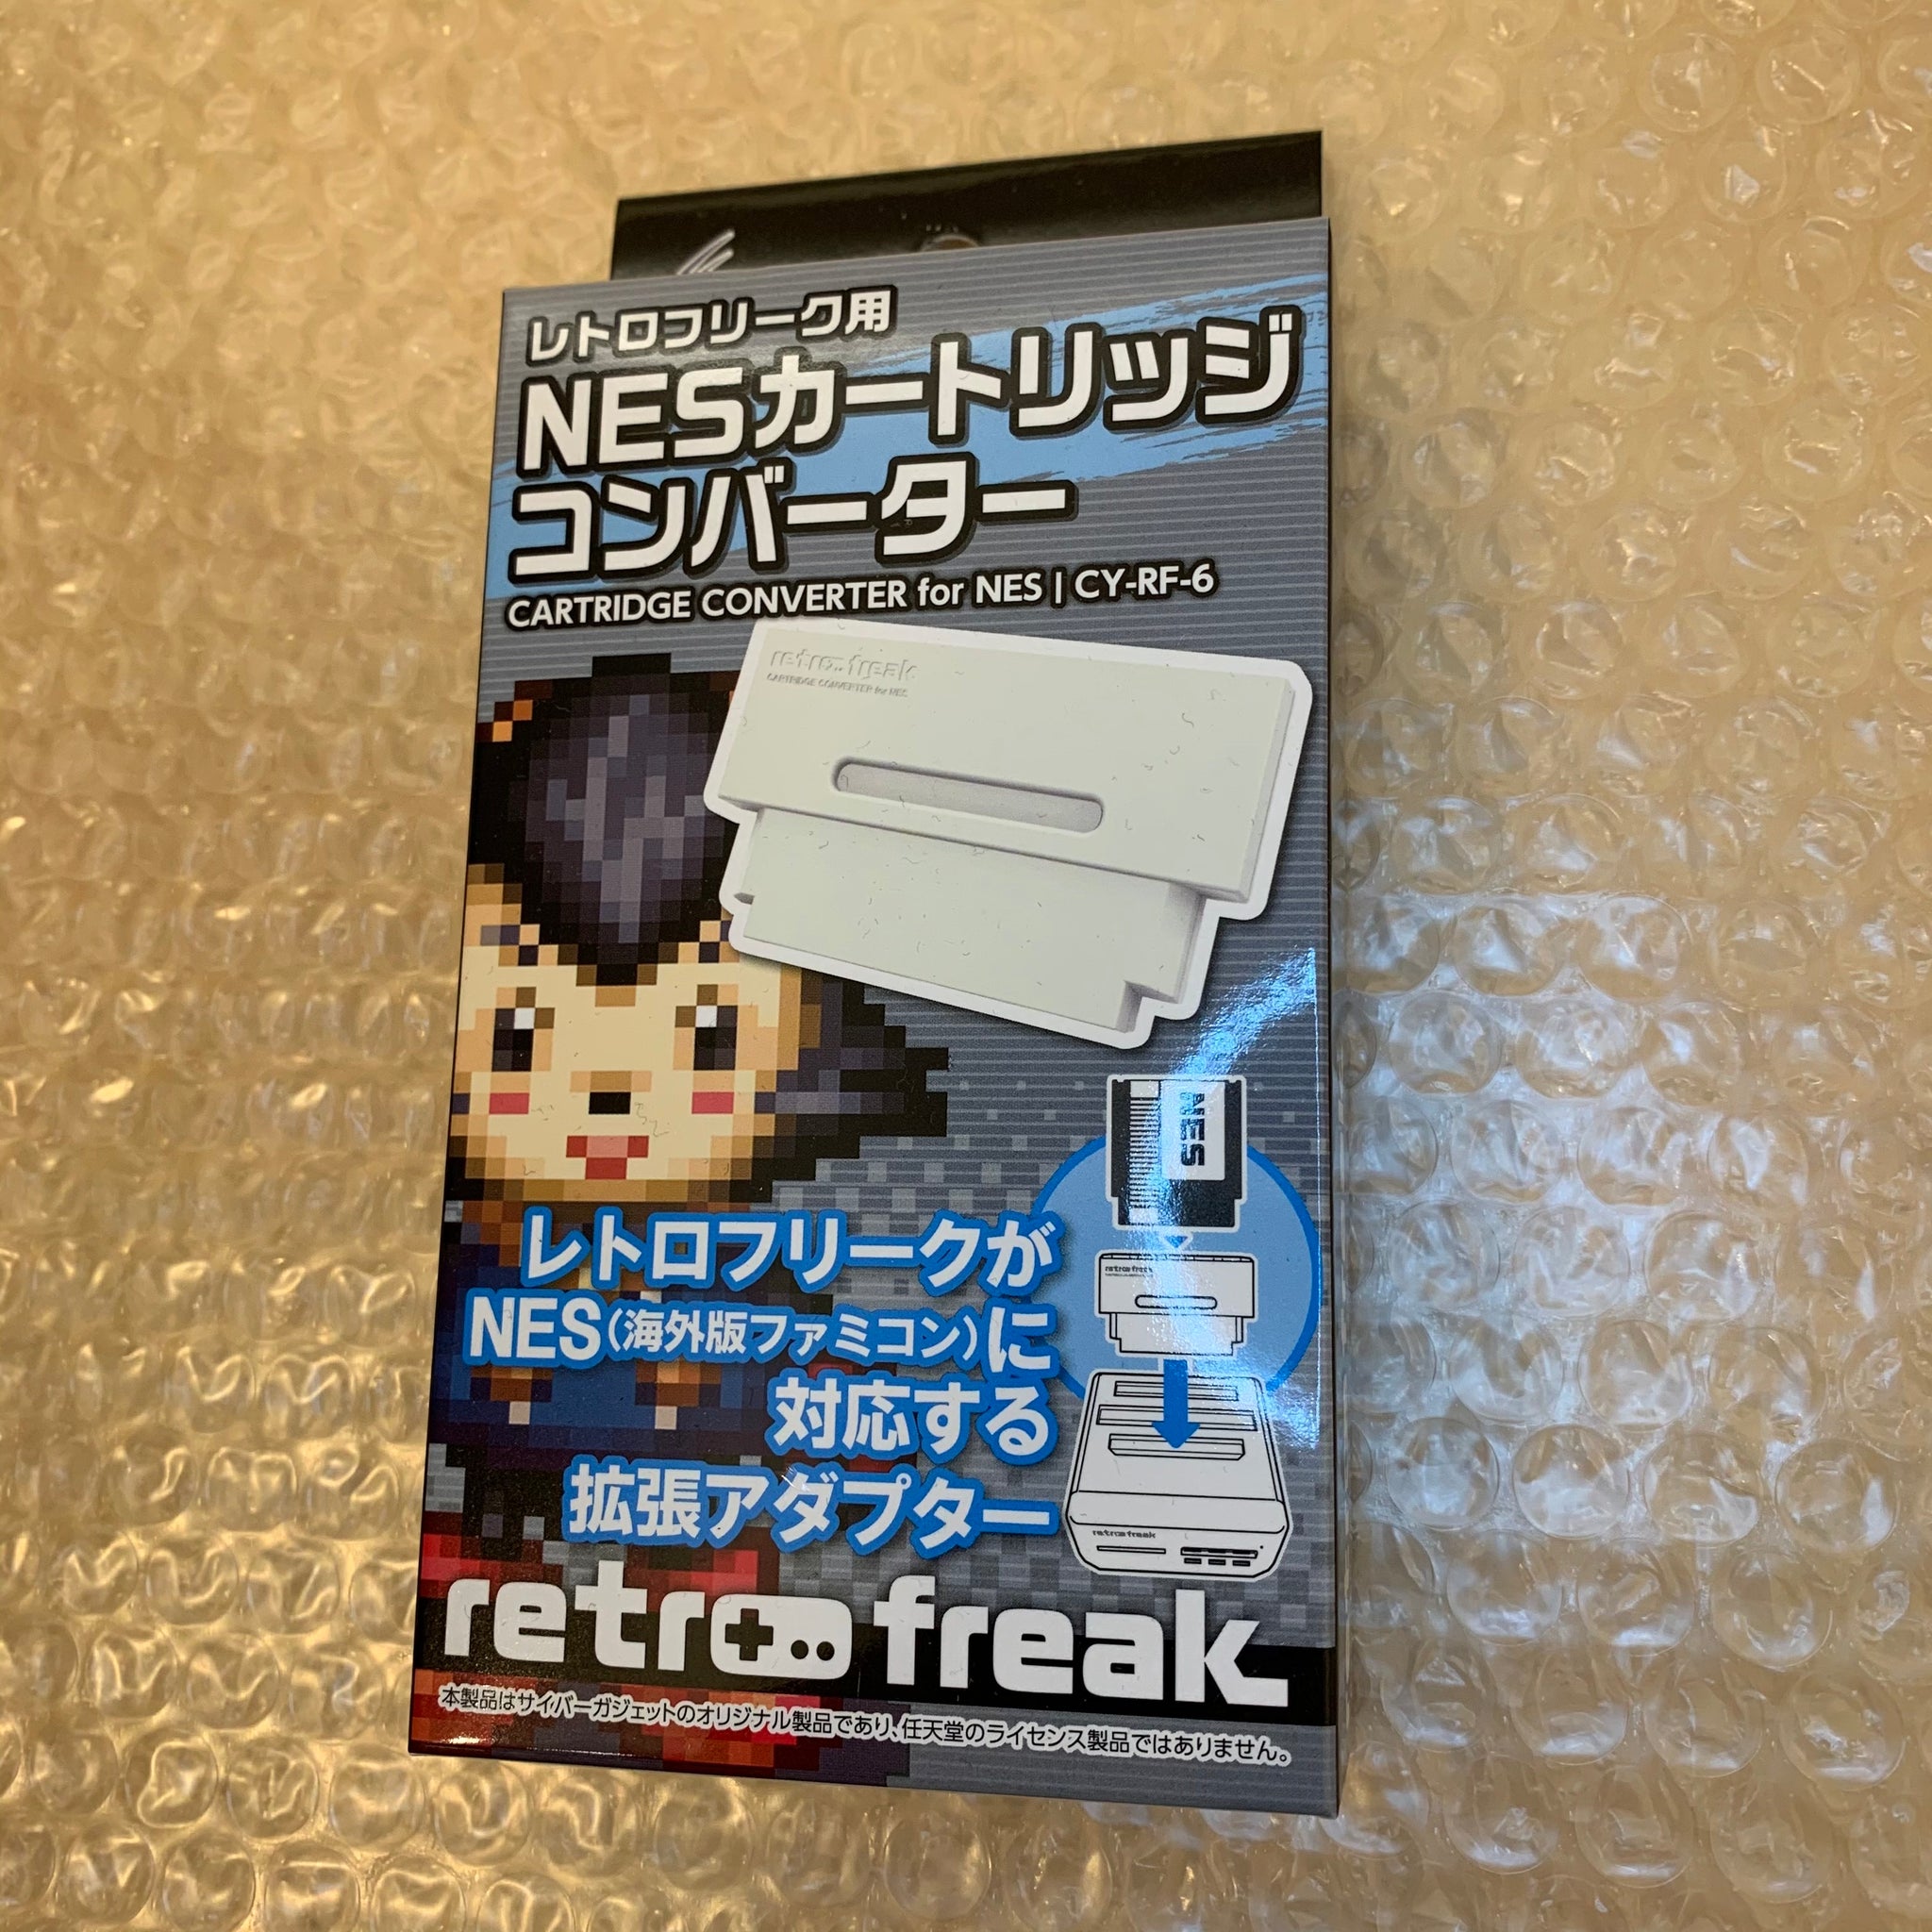 レトロフリーク用
NESカートリッジ
コンバーター
CARTRIDGE CONVERTER for NES | CY-RF-6
retro freak
CARTRIDGE CONVERTER for NES
NES
retro freak
レトロフリークが
NES(海外版ファミコン)に
対応する
拡張アダプター
retro freak
retro freak
本製品はサイバーガジェットのオリジナル製品であり、任天堂のライセンス製品ではありません。